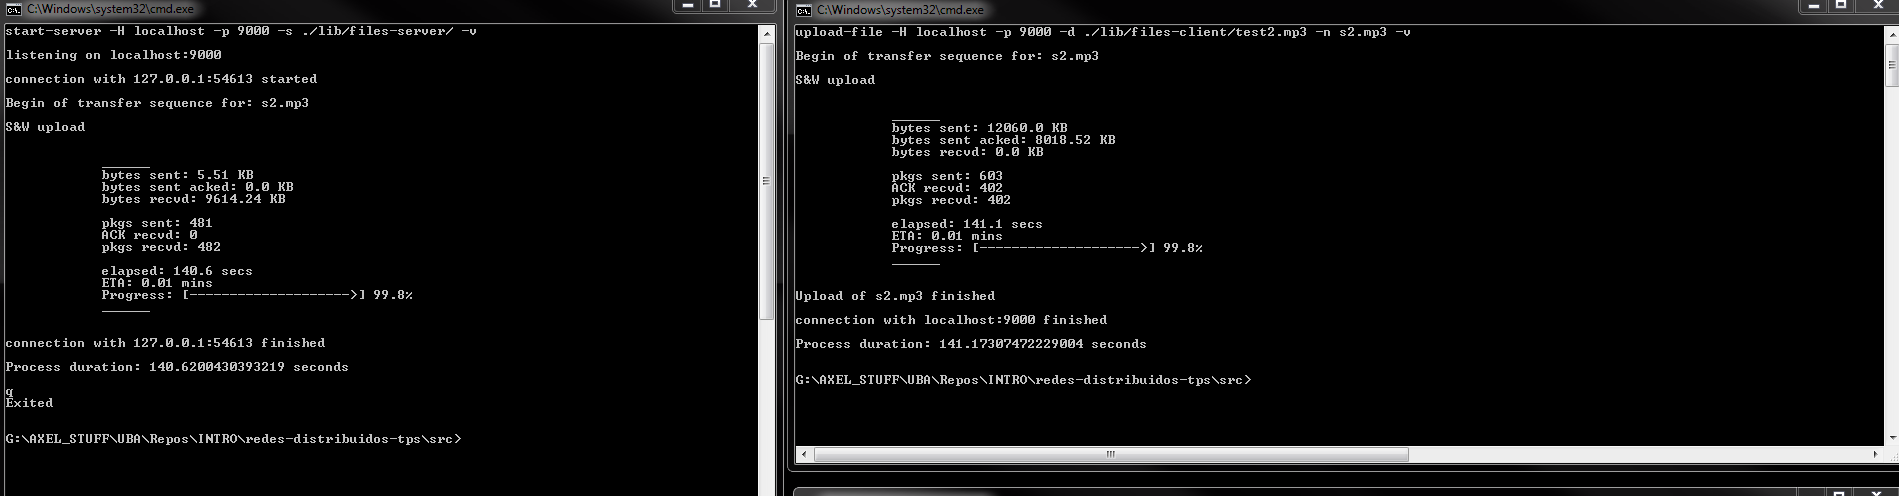 C:\Windows\system32\cmd.exe
start-server -H localhost -p 9000 -s ./lib/files-server/ -v
listening on localhost:9000
connection with 127.0.0.1:54613 started
Begin of transfer sequence for: s2.mp3
S&W upload
______
bytes sent: 5.51 KB
bytes sent acked: 0.0 KB
bytes recvd: 9614.24 KB
pkgs sent: 481
ACK recvd: 0
pkgs recvd: 482
elapsed: 140.6 secs
ETA: 0.01 mins
Progress: [-------------------->] 99.8%
______
connection with 127.0.0.1:54613 finished
Process duration: 140.6200430393219 seconds
q
Exited
G:\AXEL_STUFF\UBA\Repos\INTRO\redes-distribuidos-tps\src>
C:\Windows\system32\cmd.exe
upload-file -H localhost -p 9000 -d ./lib/files-client/test2.mp3 -n s2.mp3 -v
Begin of transfer sequence for: s2.mp3
S&W upload
______
bytes sent: 12060.0 KB
bytes sent acked: 8018.52 KB
bytes recvd: 0.0 KB
pkgs sent: 603
ACK recvd: 402
pkgs recvd: 402
elapsed: 141.1 secs
ETA: 0.01 mins
Progress: [-------------------->] 99.8%
______
Upload of s2.mp3 finished
connection with localhost:9000 finished
Process duration: 141.17307472229004 seconds
G:\AXEL_STUFF\UBA\Repos\INTRO\redes-distribuidos-tps\src>